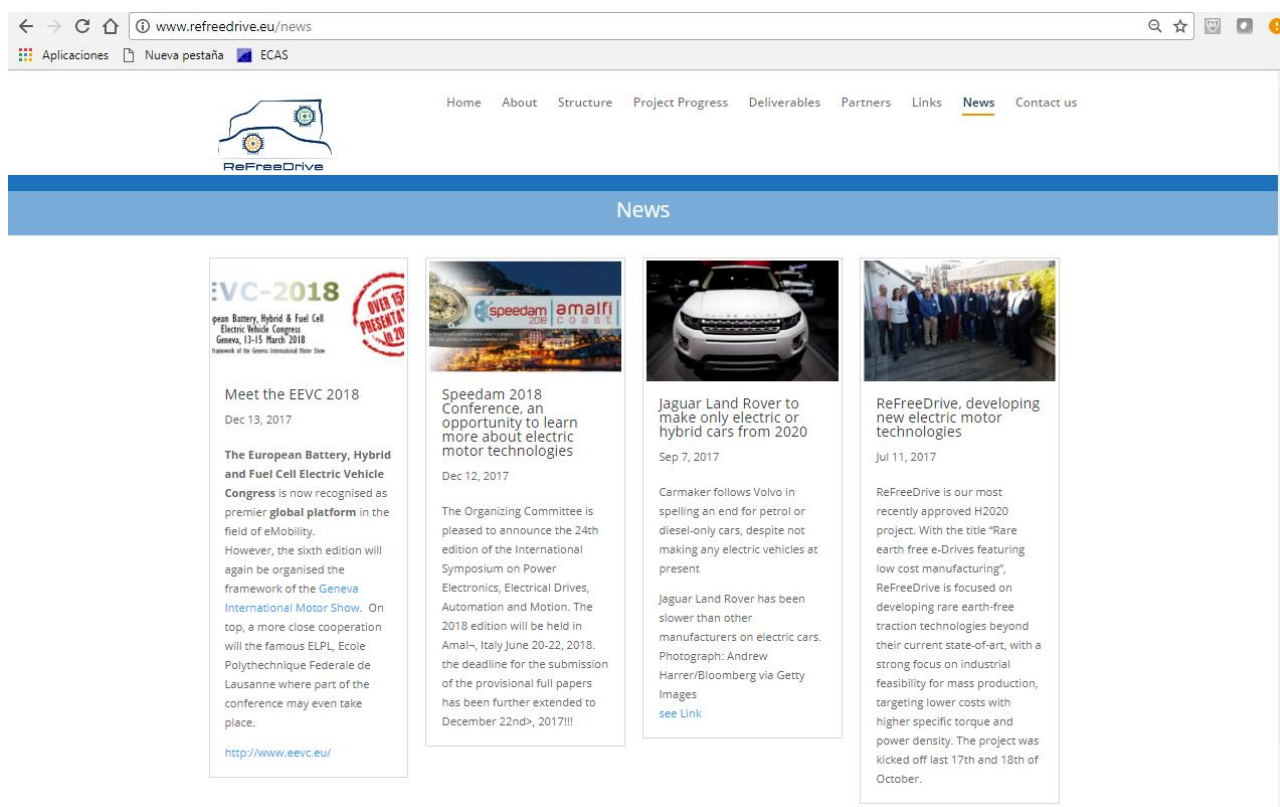 www.refreedrive.eu/news
Aplicaciones Nueva pestaña ECAS
ReFreeDrive
Home About Structure Project Progress Deliverables Partners Links News Contact us
News
EVC-2018
pean Battery, Hybrid & Fuel Cell
Electric Vehicle Congress
Geneva, 13-15 March 2018
framework of the Geneva International Motor Show
OVER 15
PRESENTA
IN 20
Meet the EEVC 2018
Dec 13, 2017
The European Battery, Hybrid
and Fuel Cell Electric Vehicle
Congress is now recognised as
premier global platform in the
field of eMobility.
However, the sixth edition will
again be organised the
framework of the Geneva
International Motor Show. On
top, a more close cooperation
will the famous ELPL, Ecole
Polythechnique Federale de
Lausanne where part of the
conference may even take
place.
http://www.eevc.eu/
speedam
2018
amalfi
coast
Speedam 2018
Conference, an
opportunity to learn
more about electric
motor technologies
Dec 12, 2017
The Organizing Committee is
pleased to announce the 24th
edition of the International
Symposium on Power
Electronics, Electrical Drives,
Automation and Motion. The
2018 edition will be held in
Amal¬, Italy June 20-22, 2018.
the deadline for the submission
of the provisional full papers
has been further extended to
December 22nd>, 2017!!!
Jaguar Land Rover to
make only electric or
hybrid cars from 2020
Sep 7, 2017
Carmaker follows Volvo in
spelling an end for petrol or
diesel-only cars, despite not
making any electric vehicles at
present
Jaguar Land Rover has been
slower than other
manufacturers on electric cars.
Photograph: Andrew
Harrer/Bloomberg via Getty
Images
see Link
ReFreeDrive, developing
new electric motor
technologies
Jul 11, 2017
ReFreeDrive is our most
recently approved H2020
project. With the title "Rare
earth free e-Drives featuring
low cost manufacturing",
ReFreeDrive is focused on
developing rare earth-free
traction technologies beyond
their current state-of-art, with a
strong focus on industrial
feasibility for mass production,
targeting lower costs with
higher specific torque and
power density. The project was
kicked off last 17th and 18th of
October.